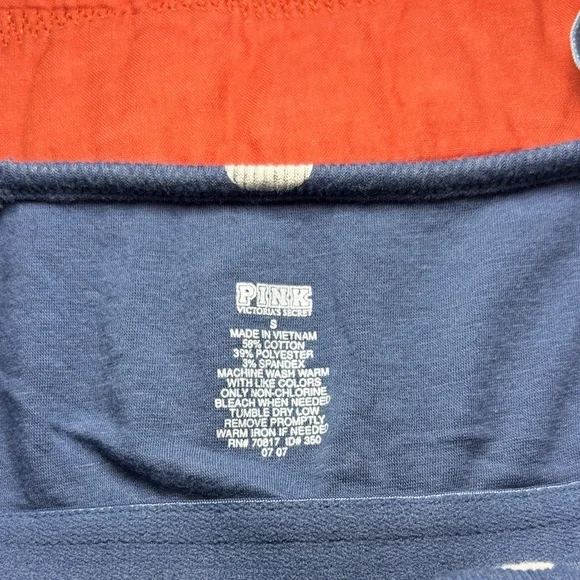 PINK
VICTORIA'S SECRET
S
MADE IN VIETNAM
58% COTTON
39% POLYESTER
3% SPANDEX
MACHINE WASH WARM
WITH LIKE COLORS
ONLY NON-CHLORINE
BLEACH WHEN NEEDED
TUMBLE DRY LOW
REMOVE PROMPTLY
WARM IRON IF NEEDED
RN# 70817 ID# 350
07 07